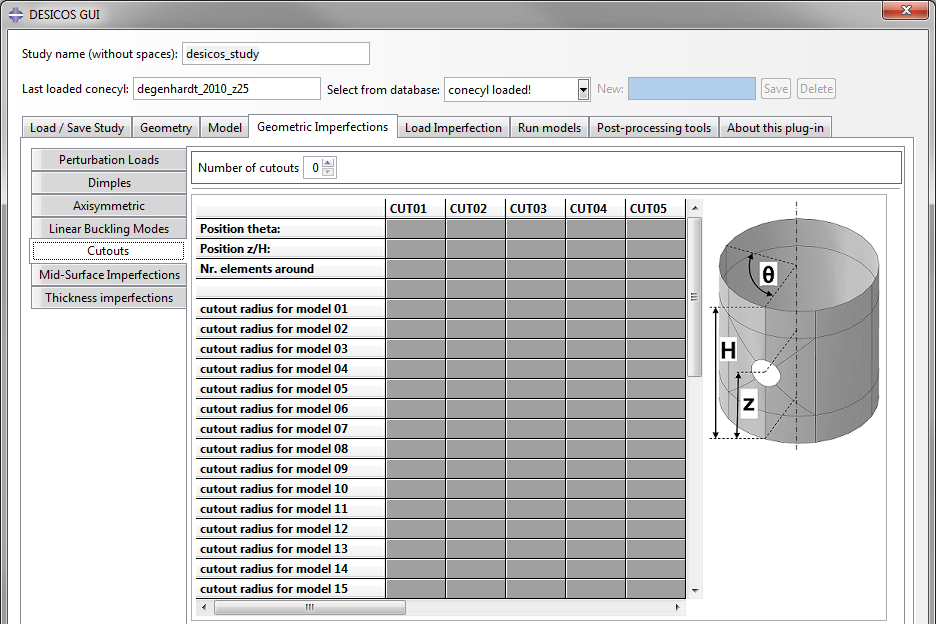 DESICOS GUI
Study name (without spaces): desicos_study
Last loaded conecyl: degenhardt_2010_z25 Select from database: conecyl loaded! New: Save Delete
Load / Save Study Geometry Model Geometric Imperfections Load Imperfection Run models Post-processing tools About this plug-in
Perturbation Loads
Dimples
Axisymmetric
Linear Buckling Modes
Cutouts
Mid-Surface Imperfections
Thickness imperfections
Number of cutouts 0
CUT01 CUT02 CUT03 CUT04 CUT05
Position theta:
Position z/H:
Nr. elements around
cutout radius for model 01
cutout radius for model 02
cutout radius for model 03
cutout radius for model 04
cutout radius for model 05
cutout radius for model 06
cutout radius for model 07
cutout radius for model 08
cutout radius for model 09
cutout radius for model 10
cutout radius for model 11
cutout radius for model 12
cutout radius for model 13
cutout radius for model 14
cutout radius for model 15
θ
H
z